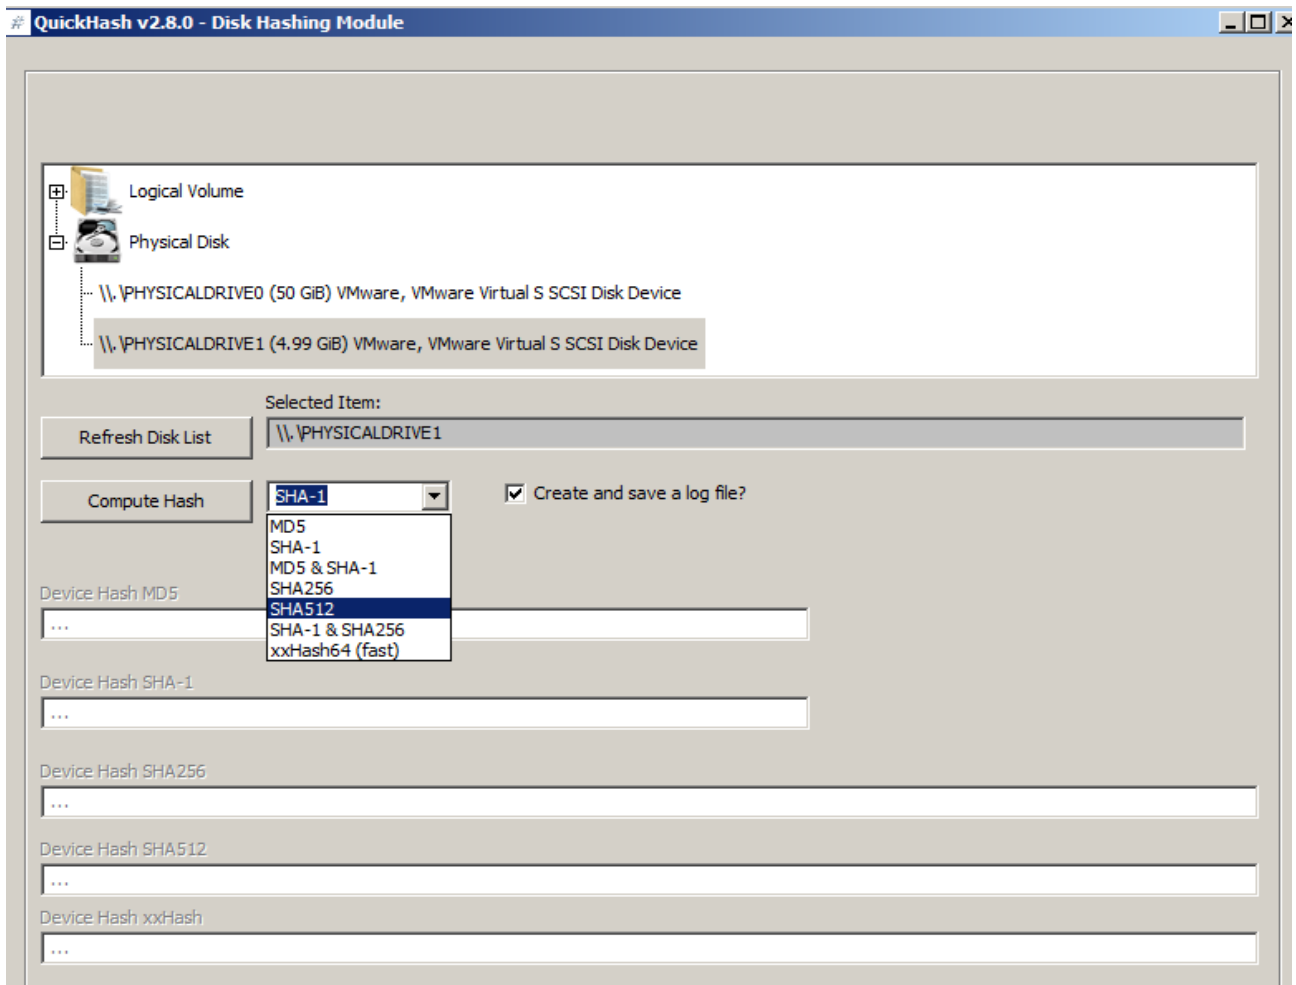 # QuickHash v2.8.0 - Disk Hashing Module
Logical Volume
Physical Disk
\\.\PHYSICALDRIVE0 (50 GiB) VMware, VMware Virtual S SCSI Disk Device
\\.\PHYSICALDRIVE1 (4.99 GiB) VMware, VMware Virtual S SCSI Disk Device
Selected Item:
Refresh Disk List
\\.\PHYSICALDRIVE1
Compute Hash
SHA-1
Create and save a log file?
MD5
SHA-1
MD5 & SHA-1
SHA256
SHA512
SHA-1 & SHA256
xxHash64 (fast)
Device Hash MD5
...
Device Hash SHA-1
...
Device Hash SHA256
...
Device Hash SHA512
...
Device Hash xxHash
...